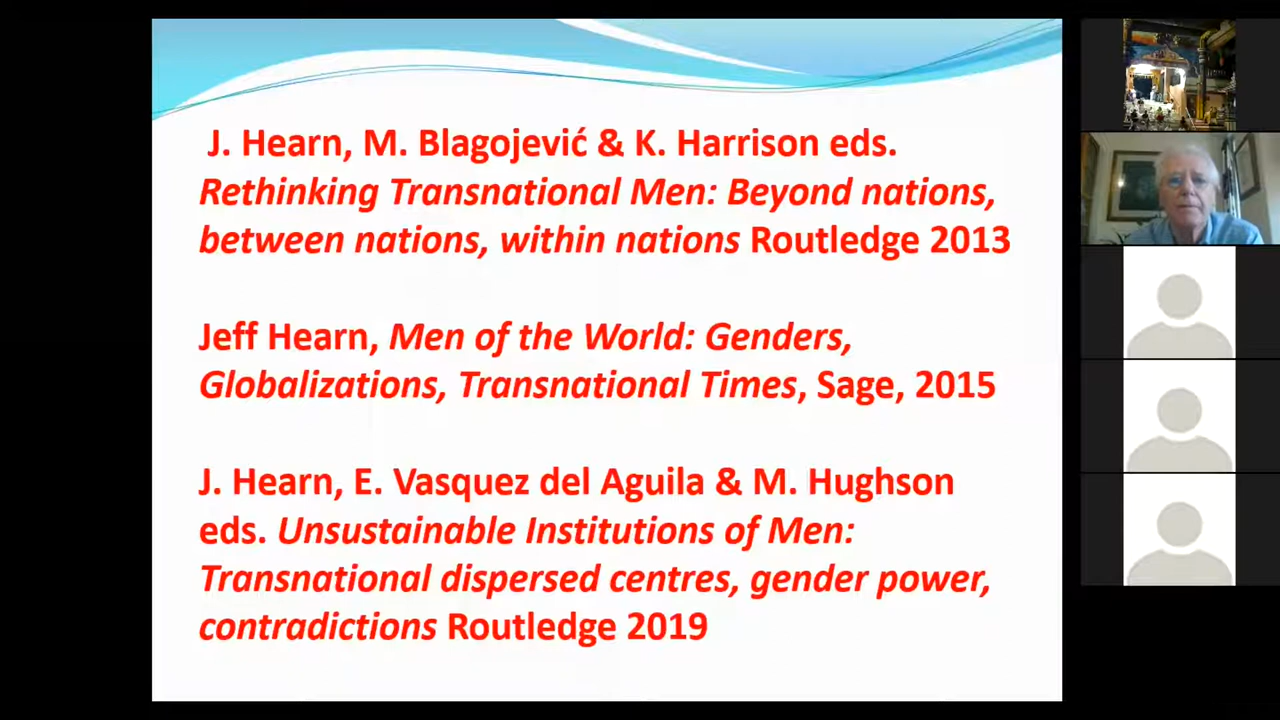 J. Hearn, M. Blagojević & K. Harrison eds.
Rethinking Transnational Men: Beyond nations,
between nations, within nations Routledge 2013
Jeff Hearn, Men of the World: Genders,
Globalizations, Transnational Times, Sage, 2015
J. Hearn, E. Vasquez del Aguila & M. Hughson
eds. Unsustainable Institutions of Men:
Transnational dispersed centres, gender power,
contradictions Routledge 2019